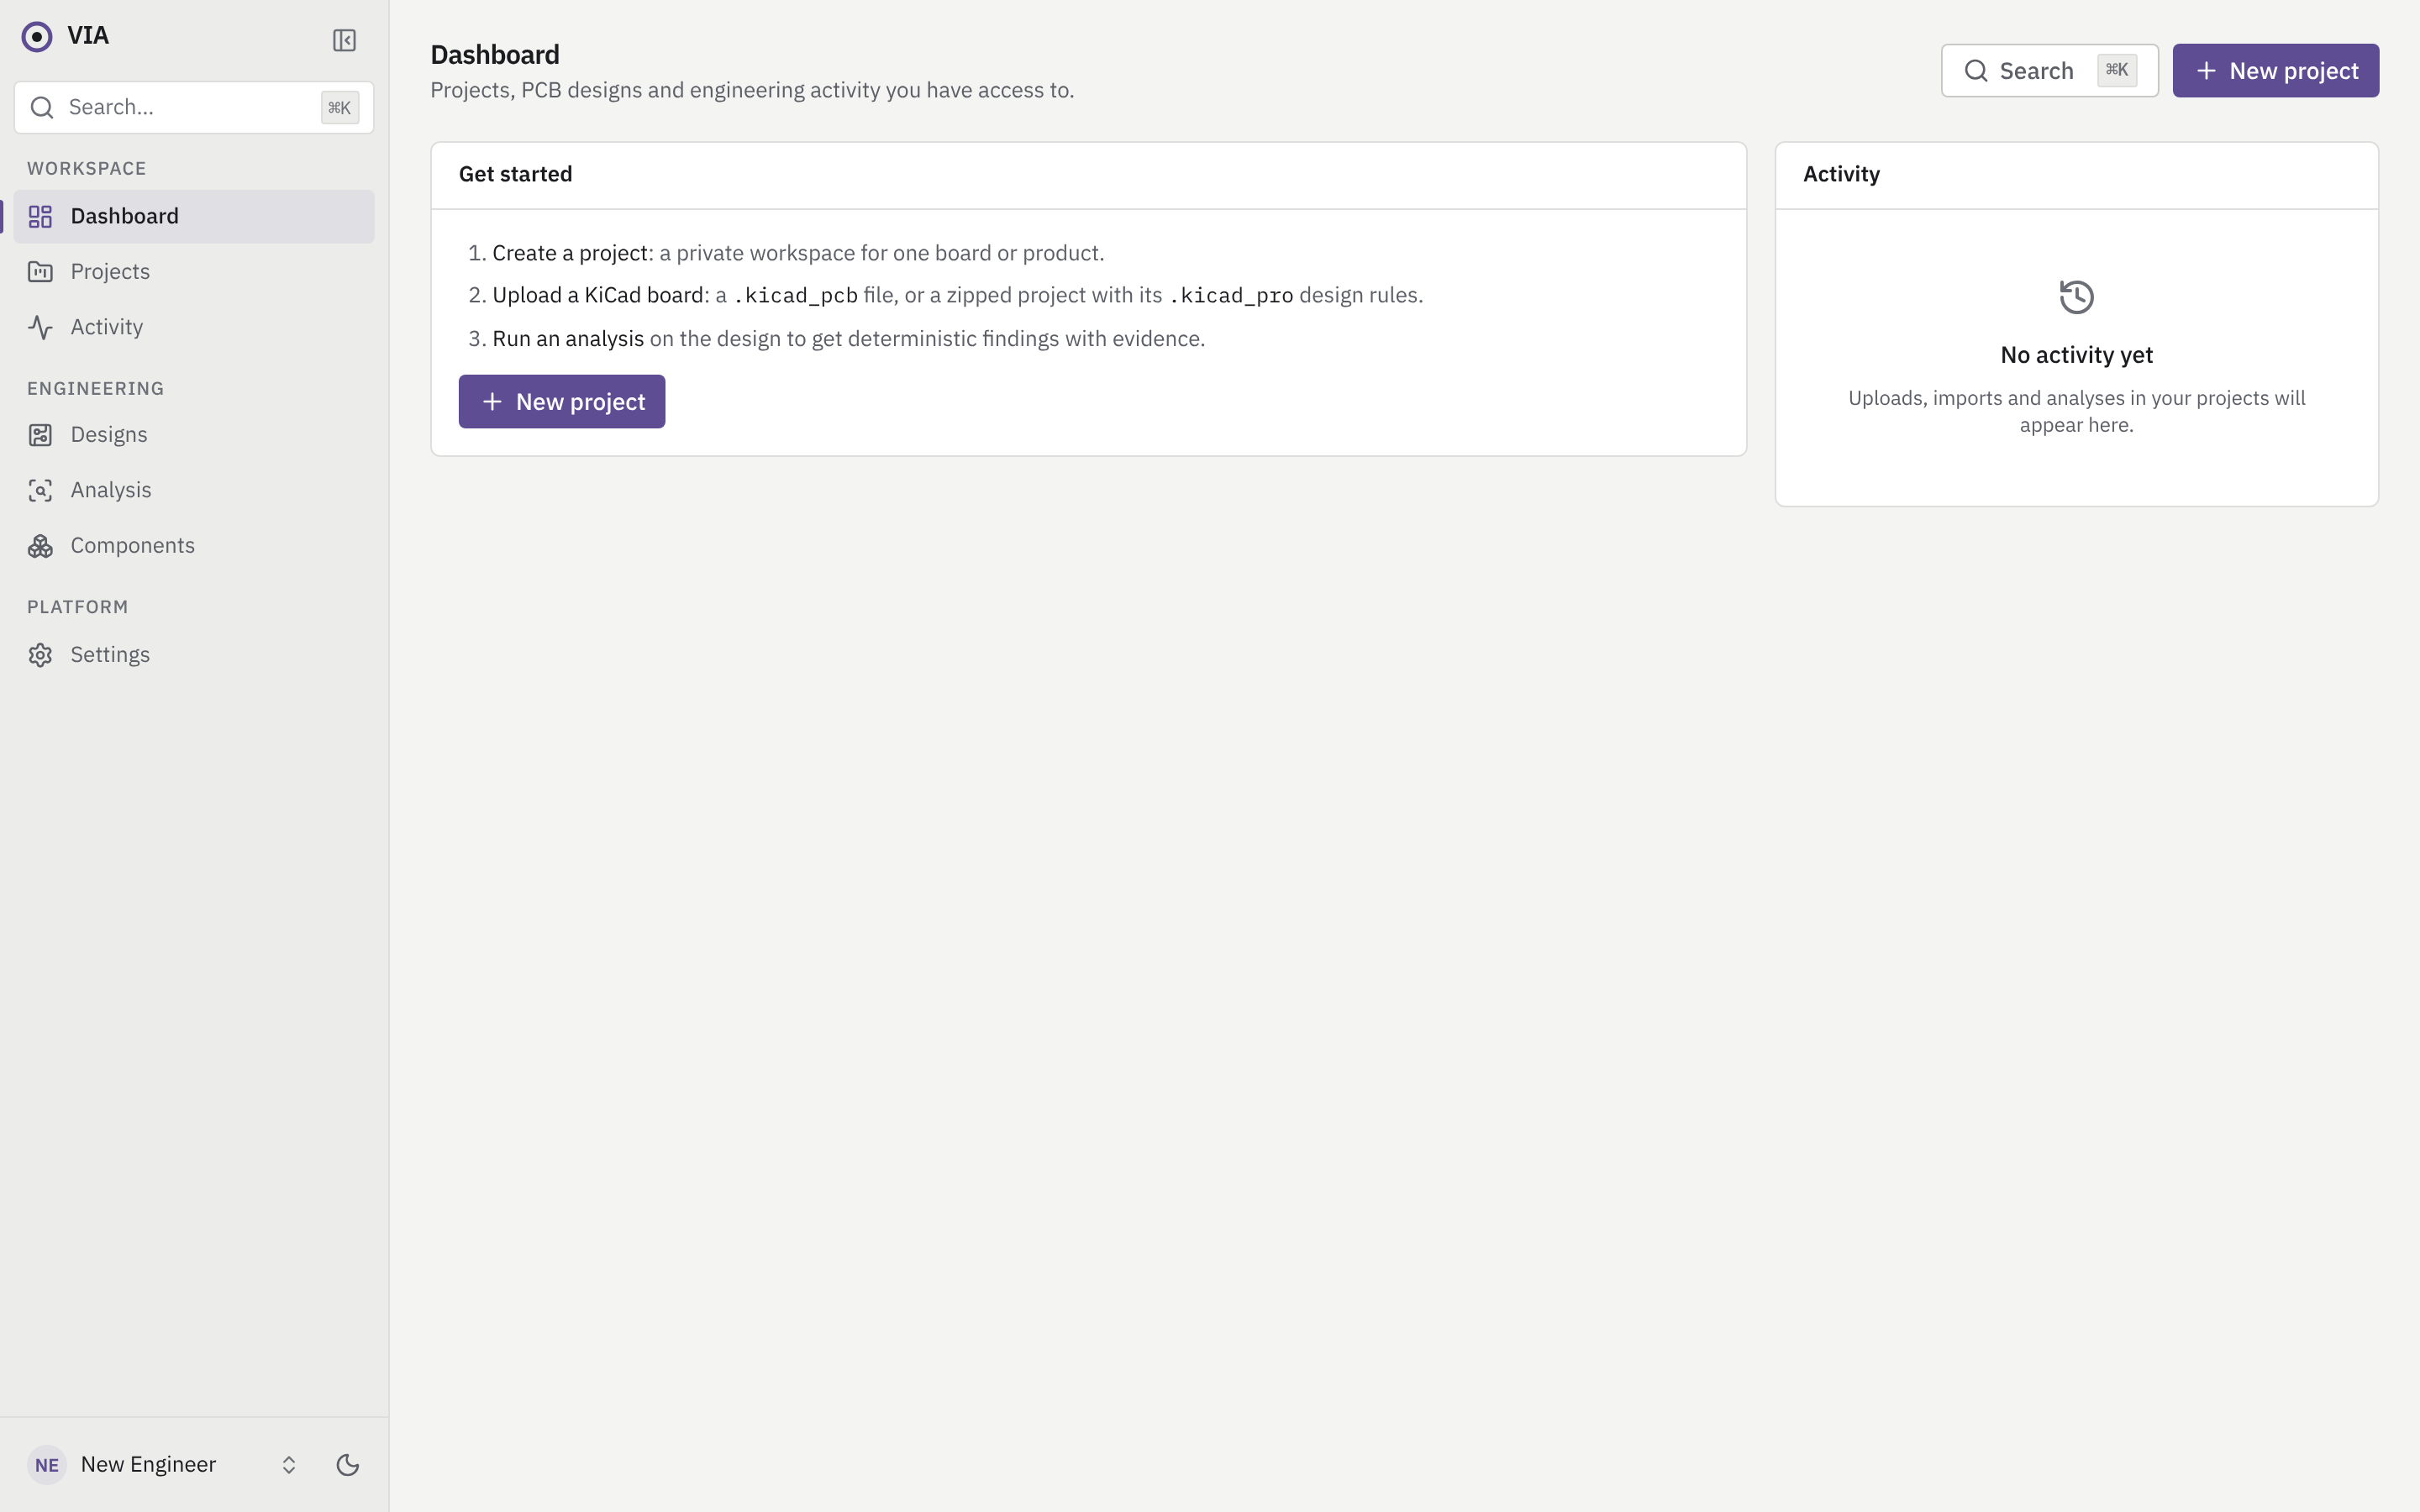 VIA
Search...
⌘K
WORKSPACE
Dashboard
Projects
Activity
ENGINEERING
Designs
Analysis
Components
PLATFORM
Settings
NE
New Engineer
Dashboard
Projects, PCB designs and engineering activity you have access to.
Search
⌘K
New project
Get started
1. Create a project: a private workspace for one board or product.
2. Upload a KiCad board: a .kicad_pcb file, or a zipped project with its .kicad_pro design rules.
3. Run an analysis on the design to get deterministic findings with evidence.
New project
Activity
No activity yet
Uploads, imports and analyses in your projects will
appear here.